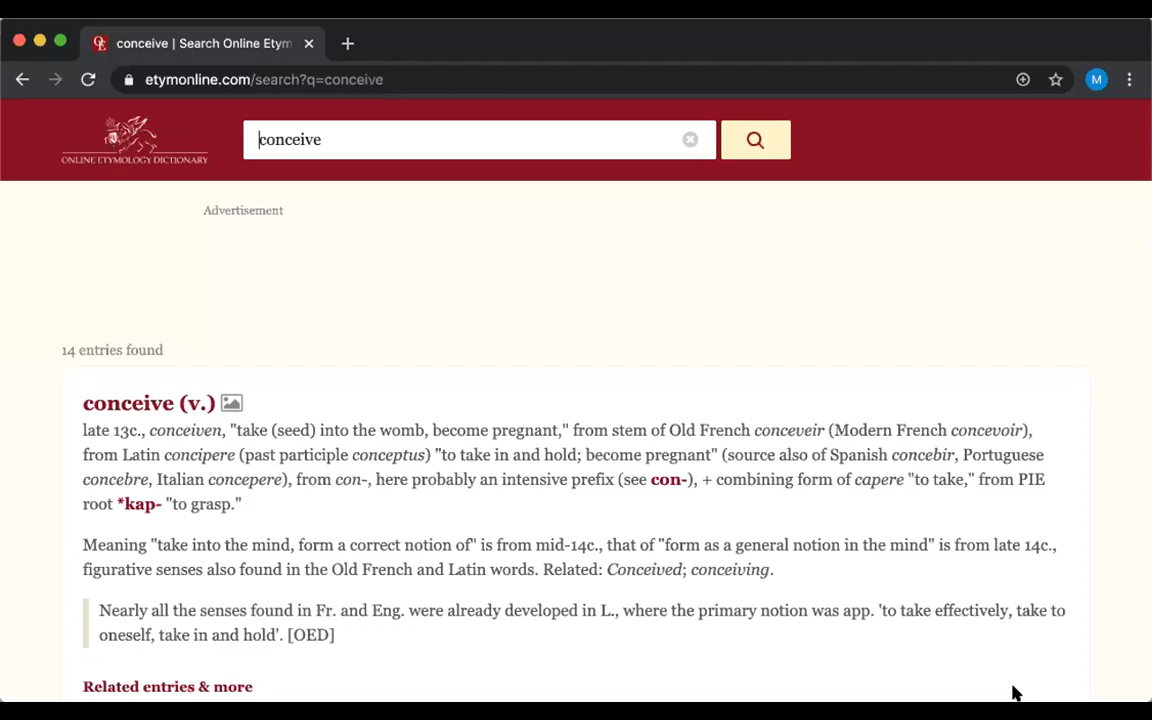 conceive | Search Online Etym
etymonline.com/search?q=conceive
M
ONLINE ETYMOLOGY DICTIONARY
conceive
Advertisement
14 entries found
conceive (v.)
late 13c., conceiven, "take (seed) into the womb, become pregnant," from stem of Old French conceveir (Modern French concevoir),
from Latin concipere (past participle conceptus) "to take in and hold; become pregnant" (source also of Spanish concebir, Portuguese
concebre, Italian concepere), from con-, here probably an intensive prefix (see con-), + combining form of capere "to take," from PIE
root *kap- "to grasp."
Meaning "take into the mind, form a correct notion of" is from mid-14c., that of "form as a general notion in the mind" is from late 14c.,
figurative senses also found in the Old French and Latin words. Related: Conceived; conceiving.
Nearly all the senses found in Fr. and Eng. were already developed in L., where the primary notion was app. 'to take effectively, take to
oneself, take in and hold'. [OED]
Related entries & more